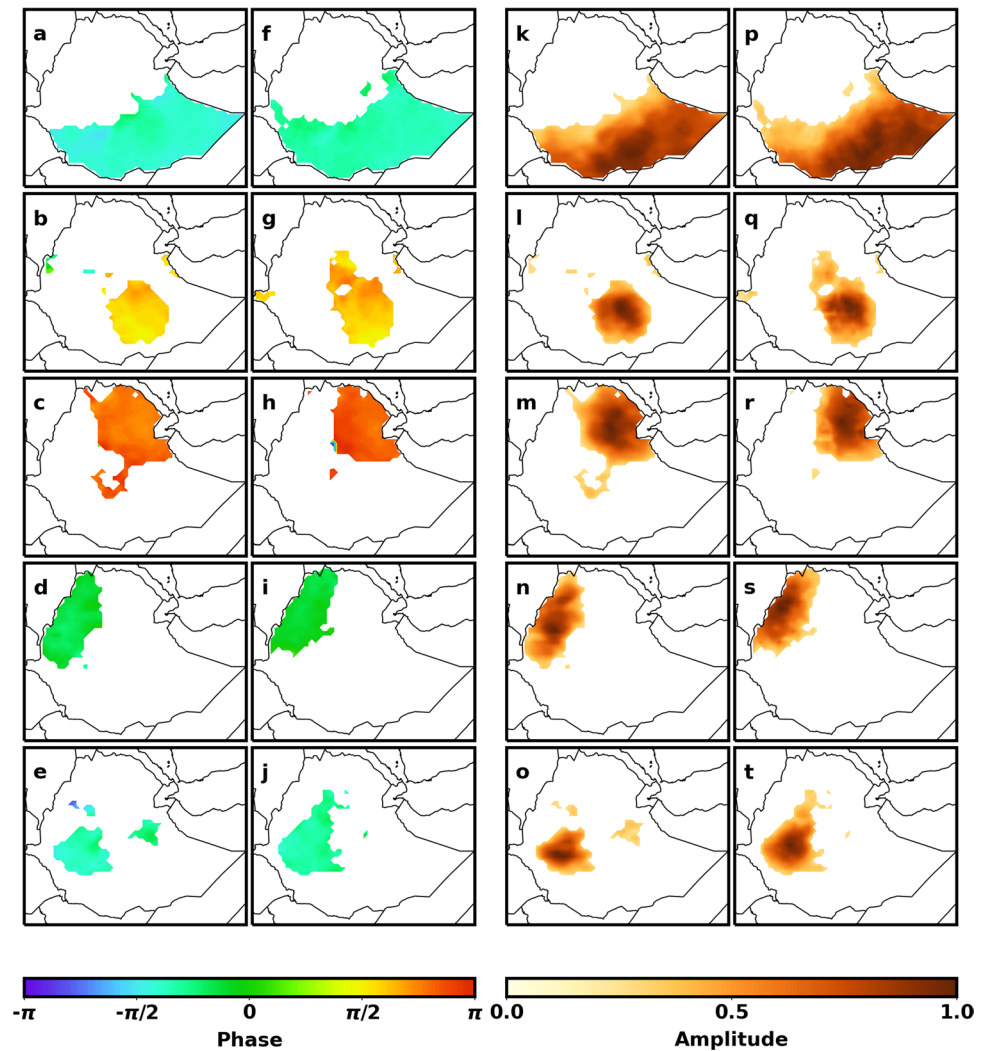 a f k p
b g l q
c h m r
d i n s
e j o t
-π -π/2 0 π/2 π 0.0 0.5 1.0
Phase Amplitude